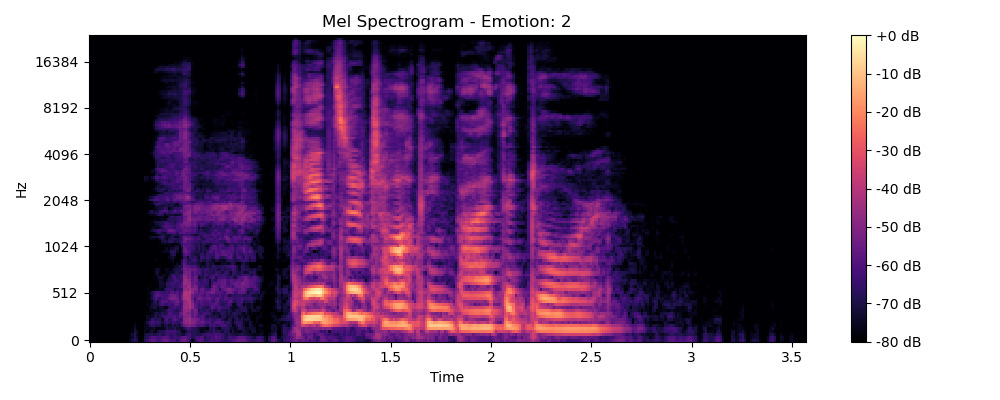 Mel Spectrogram - Emotion: 2
Hz
16384
8192
4096
2048
1024
512
0
0 0.5 1 1.5 2 2.5 3 3.5
Time
+0 dB
-10 dB
-20 dB
-30 dB
-40 dB
-50 dB
-60 dB
-70 dB
-80 dB